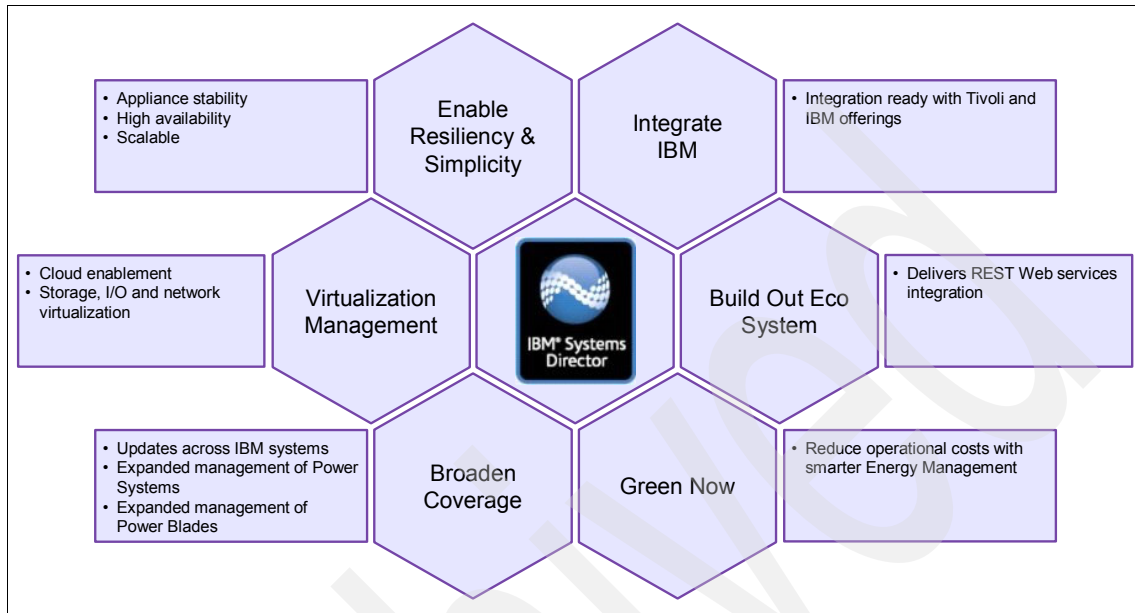 • Appliance stability
• High availability
• Scalable
Enable
Resiliency &
Simplicity
Integrate
IBM
• Integration ready with Tivoli and
IBM offerings
• Cloud enablement
• Storage, I/O and network
virtualization
Virtualization
Management
IBM® Systems
Director
Build Out Eco
System
• Delivers REST Web services
integration
• Updates across IBM systems
• Expanded management of Power
Systems
• Expanded management of
Power Blades
Broaden
Coverage
Green Now
• Reduce operational costs with
smarter Energy Management